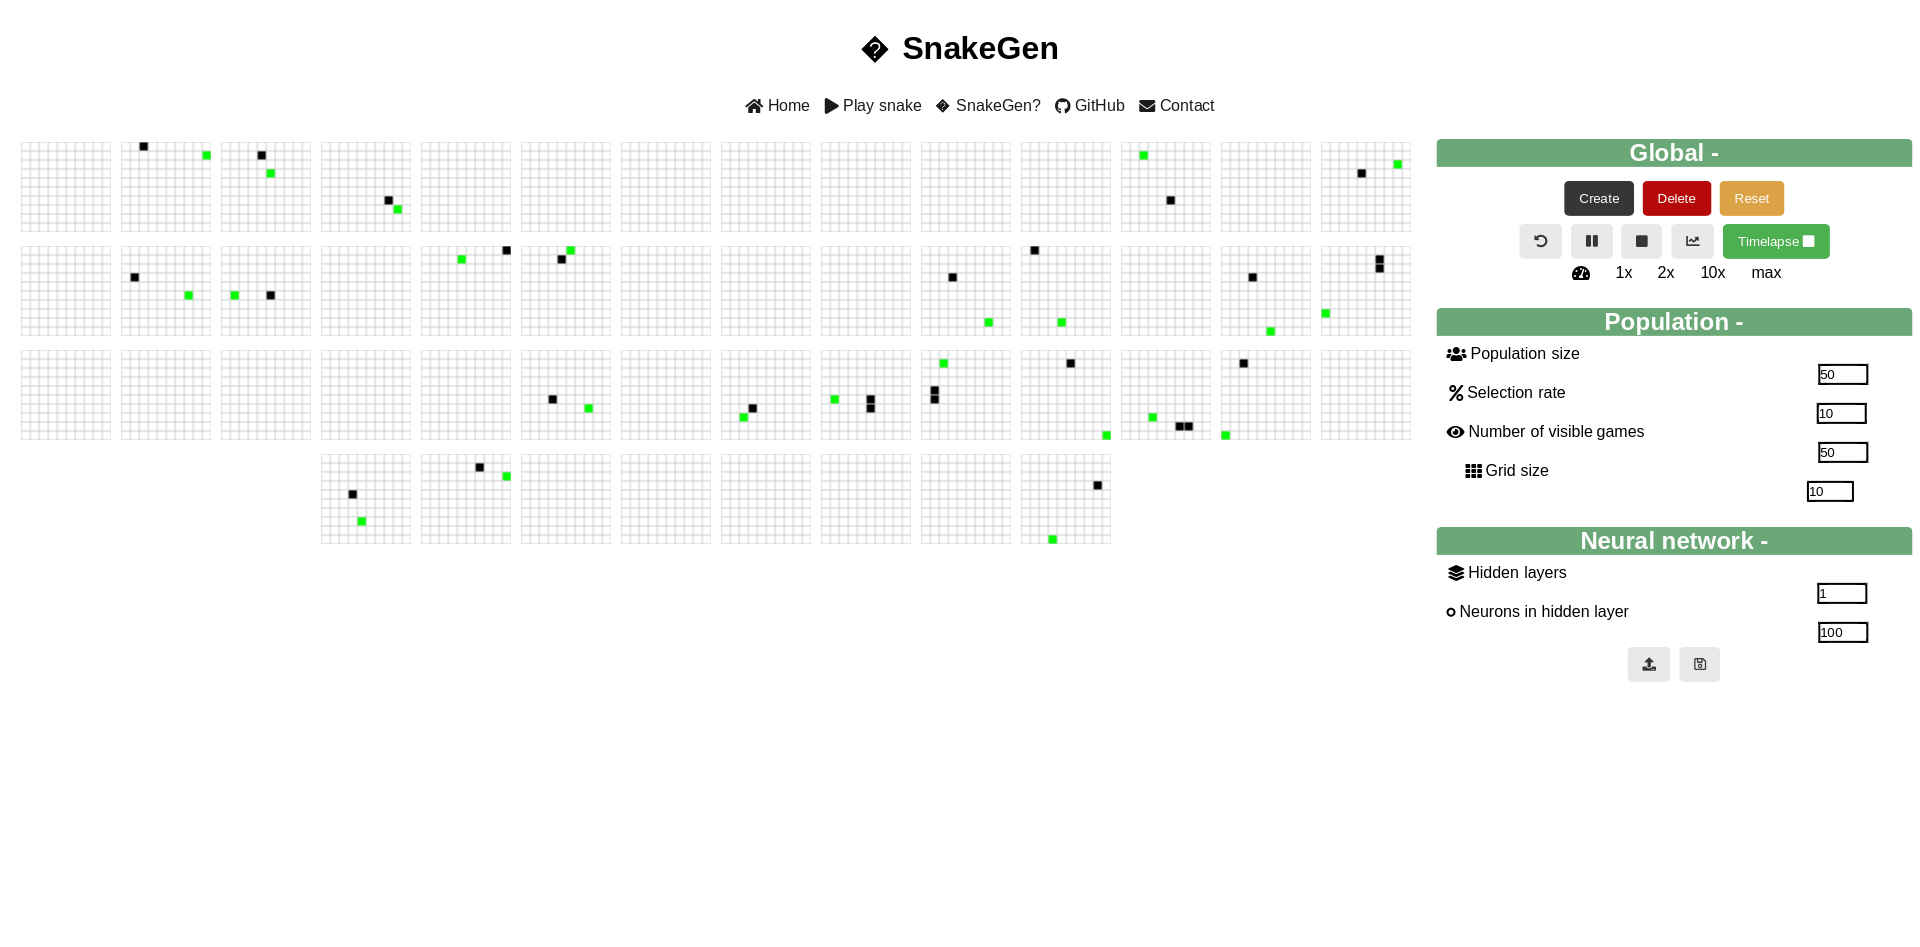 � SnakeGen
Home Play snake � SnakeGen? GitHub Contact
Global -
Create Delete Reset
Timelapse
1x 2x 10x max
Population -
Population size
50
Selection rate
10
Number of visible games
50
Grid size
10
Neural network -
Hidden layers
1
Neurons in hidden layer
100